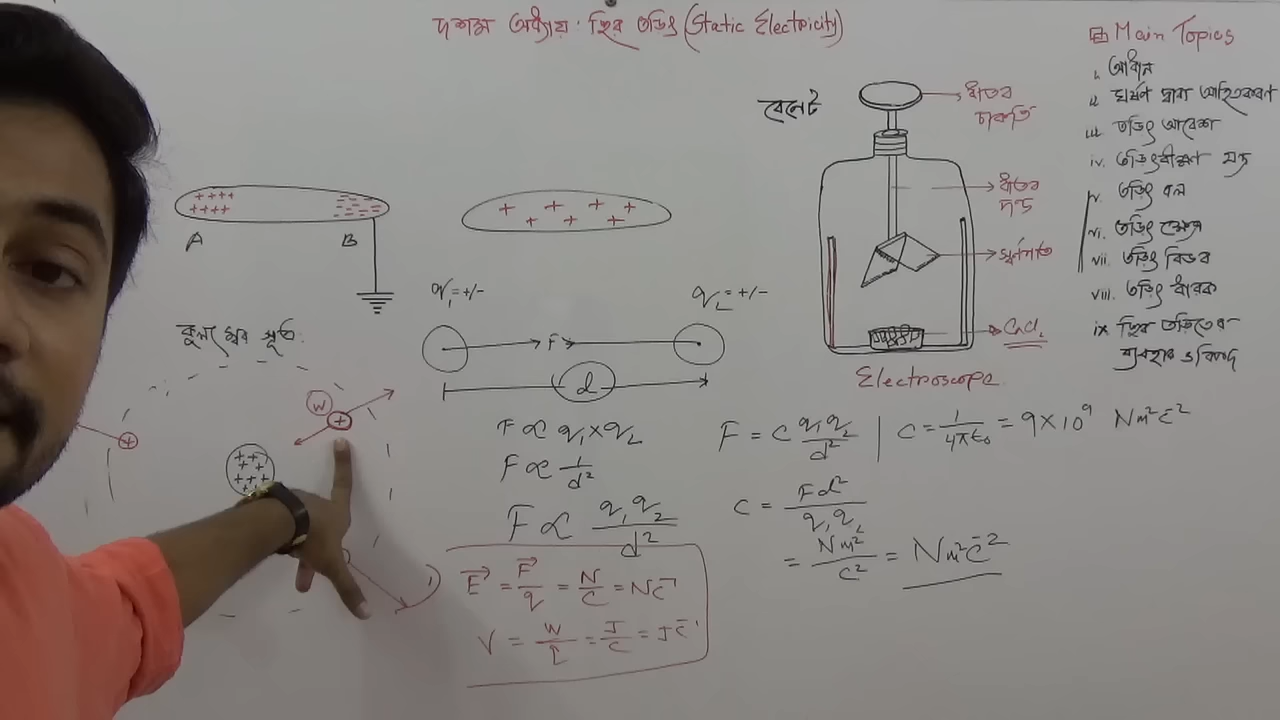 দশম অধ্যায়: স্থির তড়িৎ (Static Electricity)
Main Topics
i. আধান
ii. ঘর্ষণ দ্বারা আহিতকরণ
iii. তড়িৎ আবেশ
iv. তড়িৎবীক্ষণ যন্ত্র
v. তড়িৎ বল
vi. তড়িৎ ক্ষেত্র
vii. তড়িৎ বিভব
viii. তড়িৎ ধারক
ix স্থির তড়িতের
ব্যবহার ও বিপদ
ধাতব
চাকতি
ধাতব
দণ্ড
স্বর্ণপাত
CaCl₂
Electroscope
++++ ++++
A B
+ + + + + + +
q₁ = +/-
q₂ = +/-
F
d
কুলম্বের সূত্র:
W
+
+
F ∝ q₁ × q₂
F ∝ 1/d²
F ∝ q₁q₂/d²
E⃗ = F⃗/q = N/C = NC⁻
V = W/q = J/C = JC⁻¹
F = C q₁q₂/d² | C = 1/4πε₀ = 9×10⁹ Nm²C⁻²
C = Fd²/q₁q₂
= Nm²/C² = Nm²C⁻²